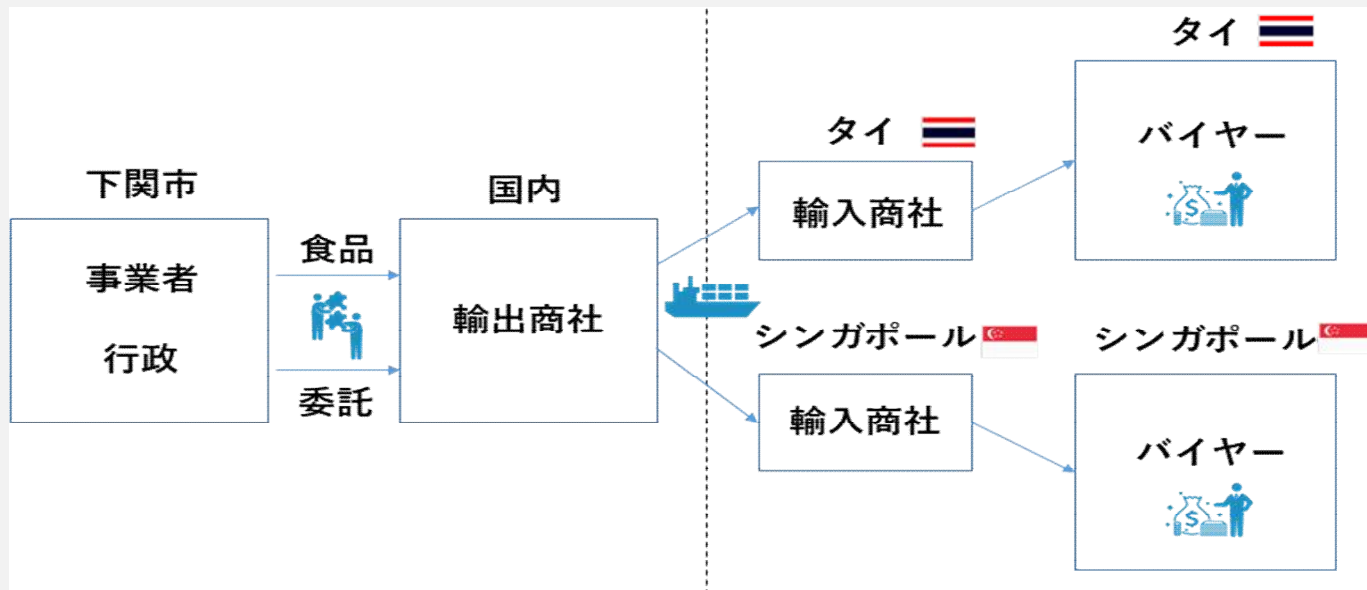 下関市
事業者
行政
食品
委託
国内
輸出商社
タイ
輸入商社
タイ
バイヤー
シンガポール
輸入商社
シンガポール
バイヤー